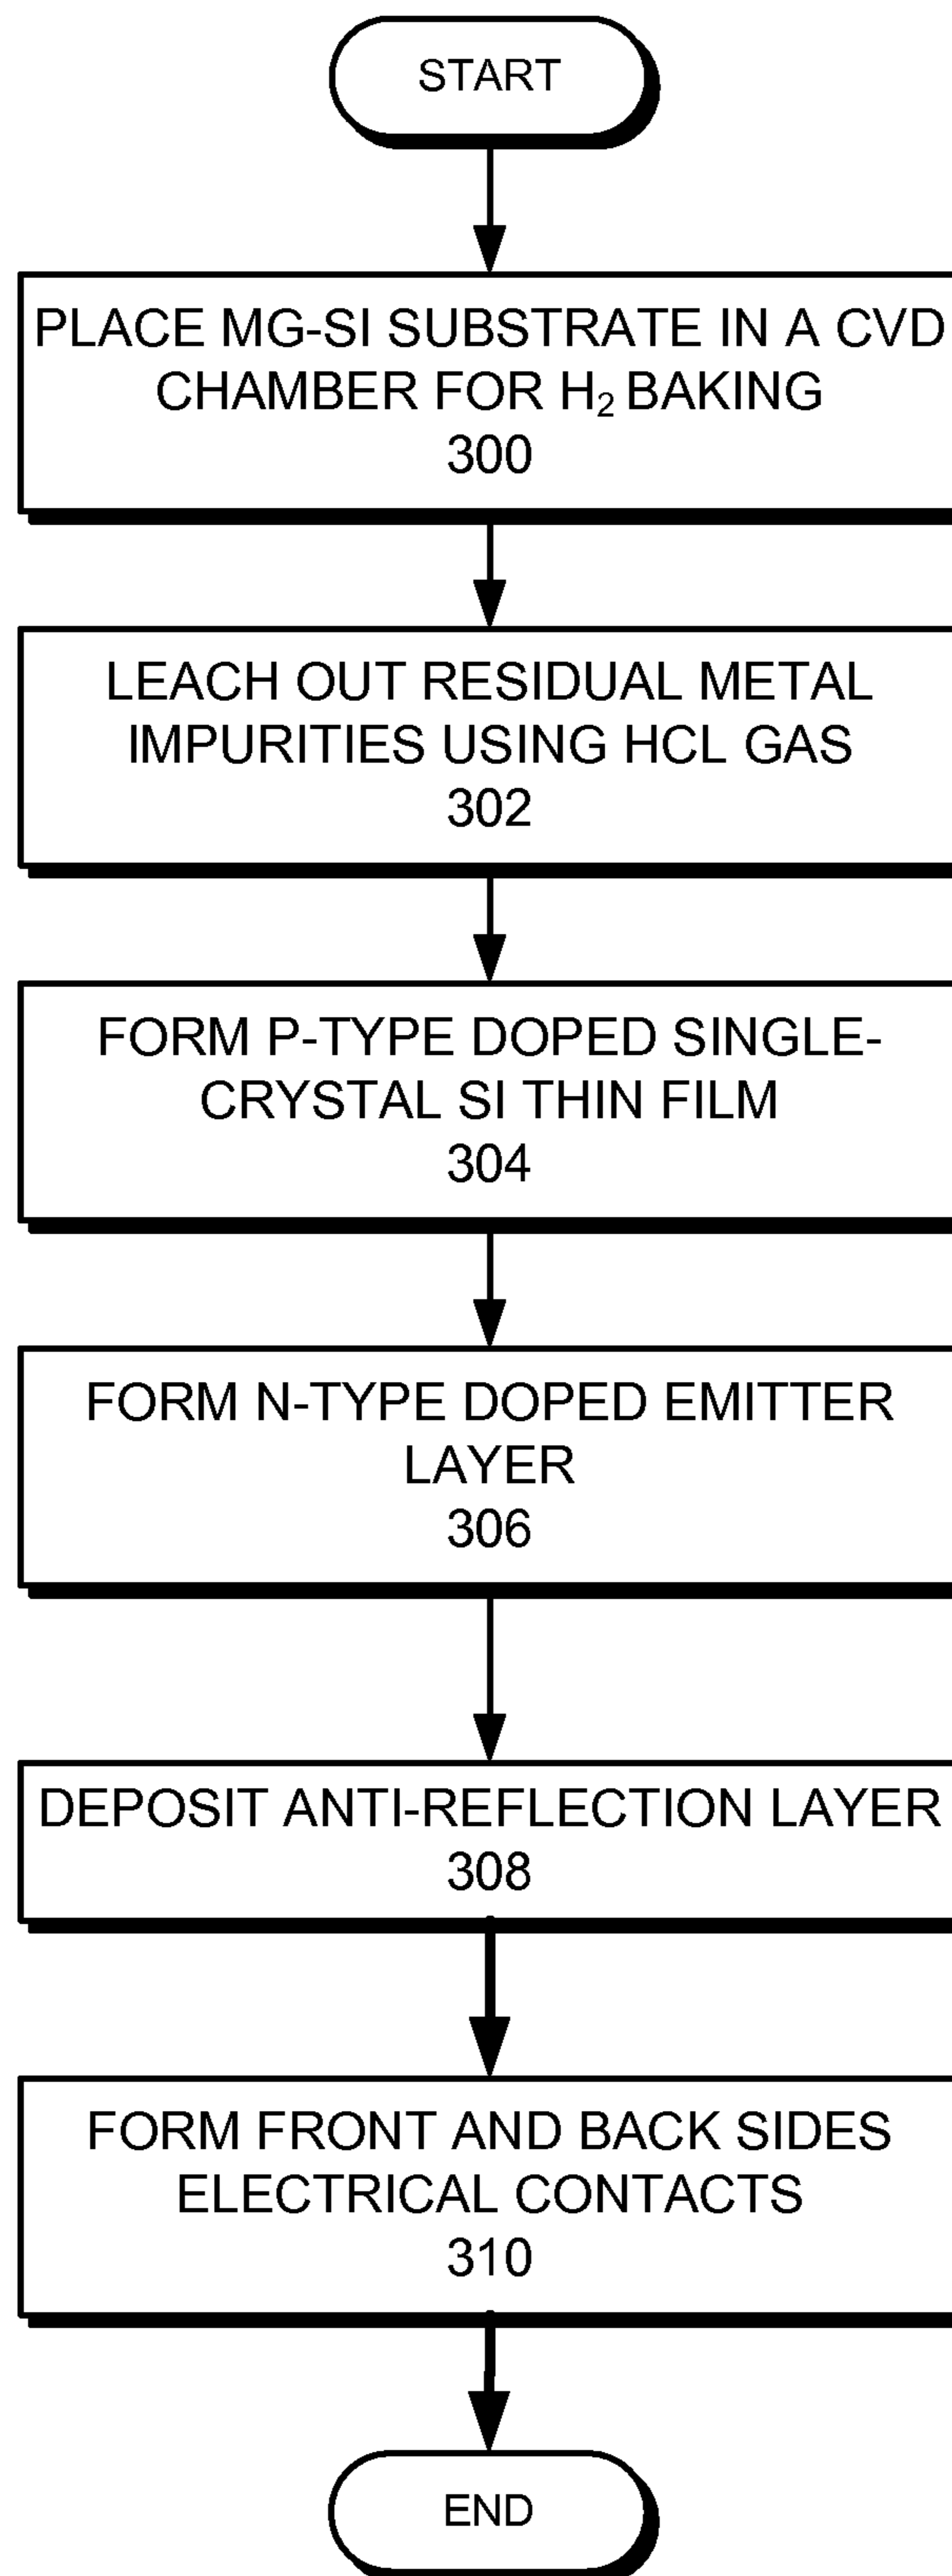 START
PLACE MG-SI SUBSTRATE IN A CVD
CHAMBER FOR H₂ BAKING
300
LEACH OUT RESIDUAL METAL
IMPURITIES USING HCL GAS
302
FORM P-TYPE DOPED SINGLE-
CRYSTAL SI THIN FILM
304
FORM N-TYPE DOPED EMITTER
LAYER
306
DEPOSIT ANTI-REFLECTION LAYER
308
FORM FRONT AND BACK SIDES
ELECTRICAL CONTACTS
310
END